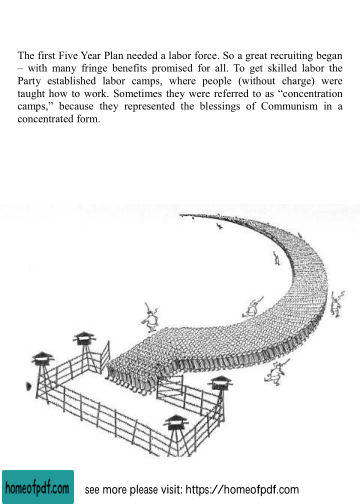 The first Five Year Plan needed a labor force. So a great recruiting began
– with many fringe benefits promised for all. To get skilled labor the
Party established labor camps, where people (without charge) were
taught how to work. Sometimes they were referred to as “concentration
camps,” because they represented the blessings of Communism in a
concentrated form.
homeofpdf.com
see more please visit: https://homeofpdf.com